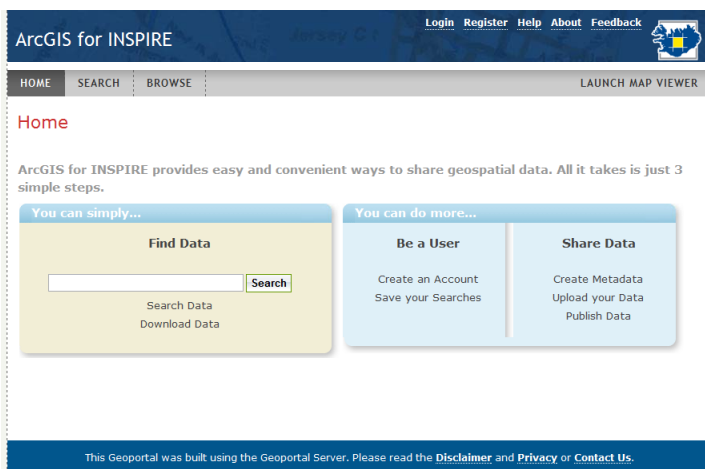 Login Register Help About Feedback
ArcGIS for INSPIRE
HOME SEARCH BROWSE LAUNCH MAP VIEWER
Home
ArcGIS for INSPIRE provides easy and convenient ways to share geospatial data. All it takes is just 3
simple steps.
You can simply...
Find Data
Search
Search Data
Download Data
You can do more...
Be a User
Create an Account
Save your Searches
Share Data
Create Metadata
Upload your Data
Publish Data
This Geoportal was built using the Geoportal Server. Please read the Disclaimer and Privacy or Contact Us.